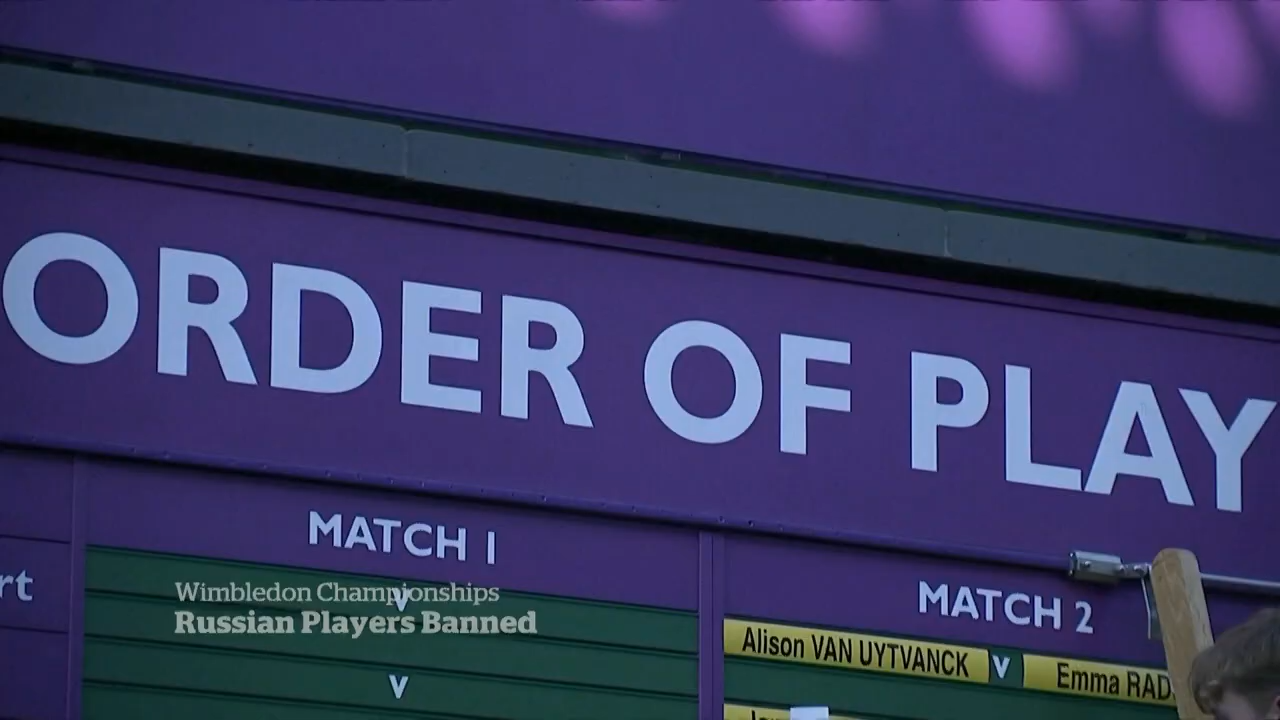 ORDER OF PLAY
MATCH 1
rt
Wimbledon Championships
v
Russian Players Banned
MATCH 2
Alison VAN UYTVANCK v Emma RAD
v